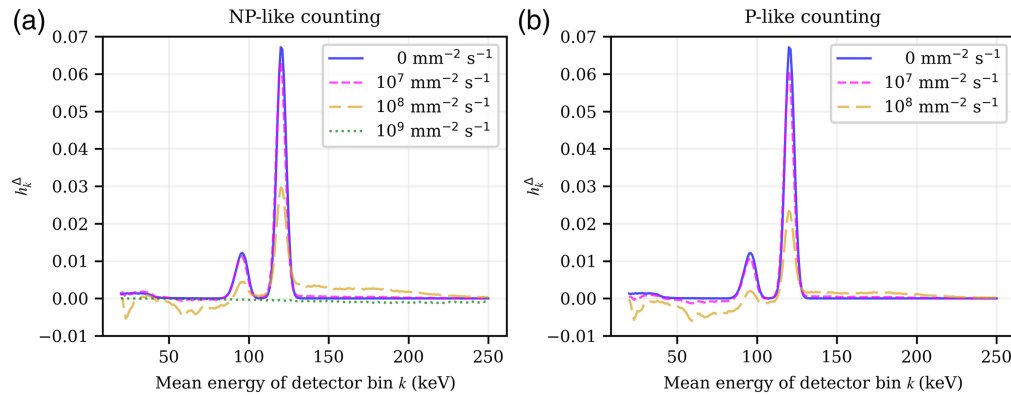 (a) NP-like counting
0.07
0.06
0.05
0.04
0.03
0.02
0.01
0.00
−0.01
h_k^Δ
0 mm⁻² s⁻¹
10⁷ mm⁻² s⁻¹
10⁸ mm⁻² s⁻¹
10⁹ mm⁻² s⁻¹
50 100 150 200 250
Mean energy of detector bin k (keV)
(b) P-like counting
0.07
0.06
0.05
0.04
0.03
0.02
0.01
0.00
−0.01
h_k^Δ
0 mm⁻² s⁻¹
10⁷ mm⁻² s⁻¹
10⁸ mm⁻² s⁻¹
50 100 150 200 250
Mean energy of detector bin k (keV)